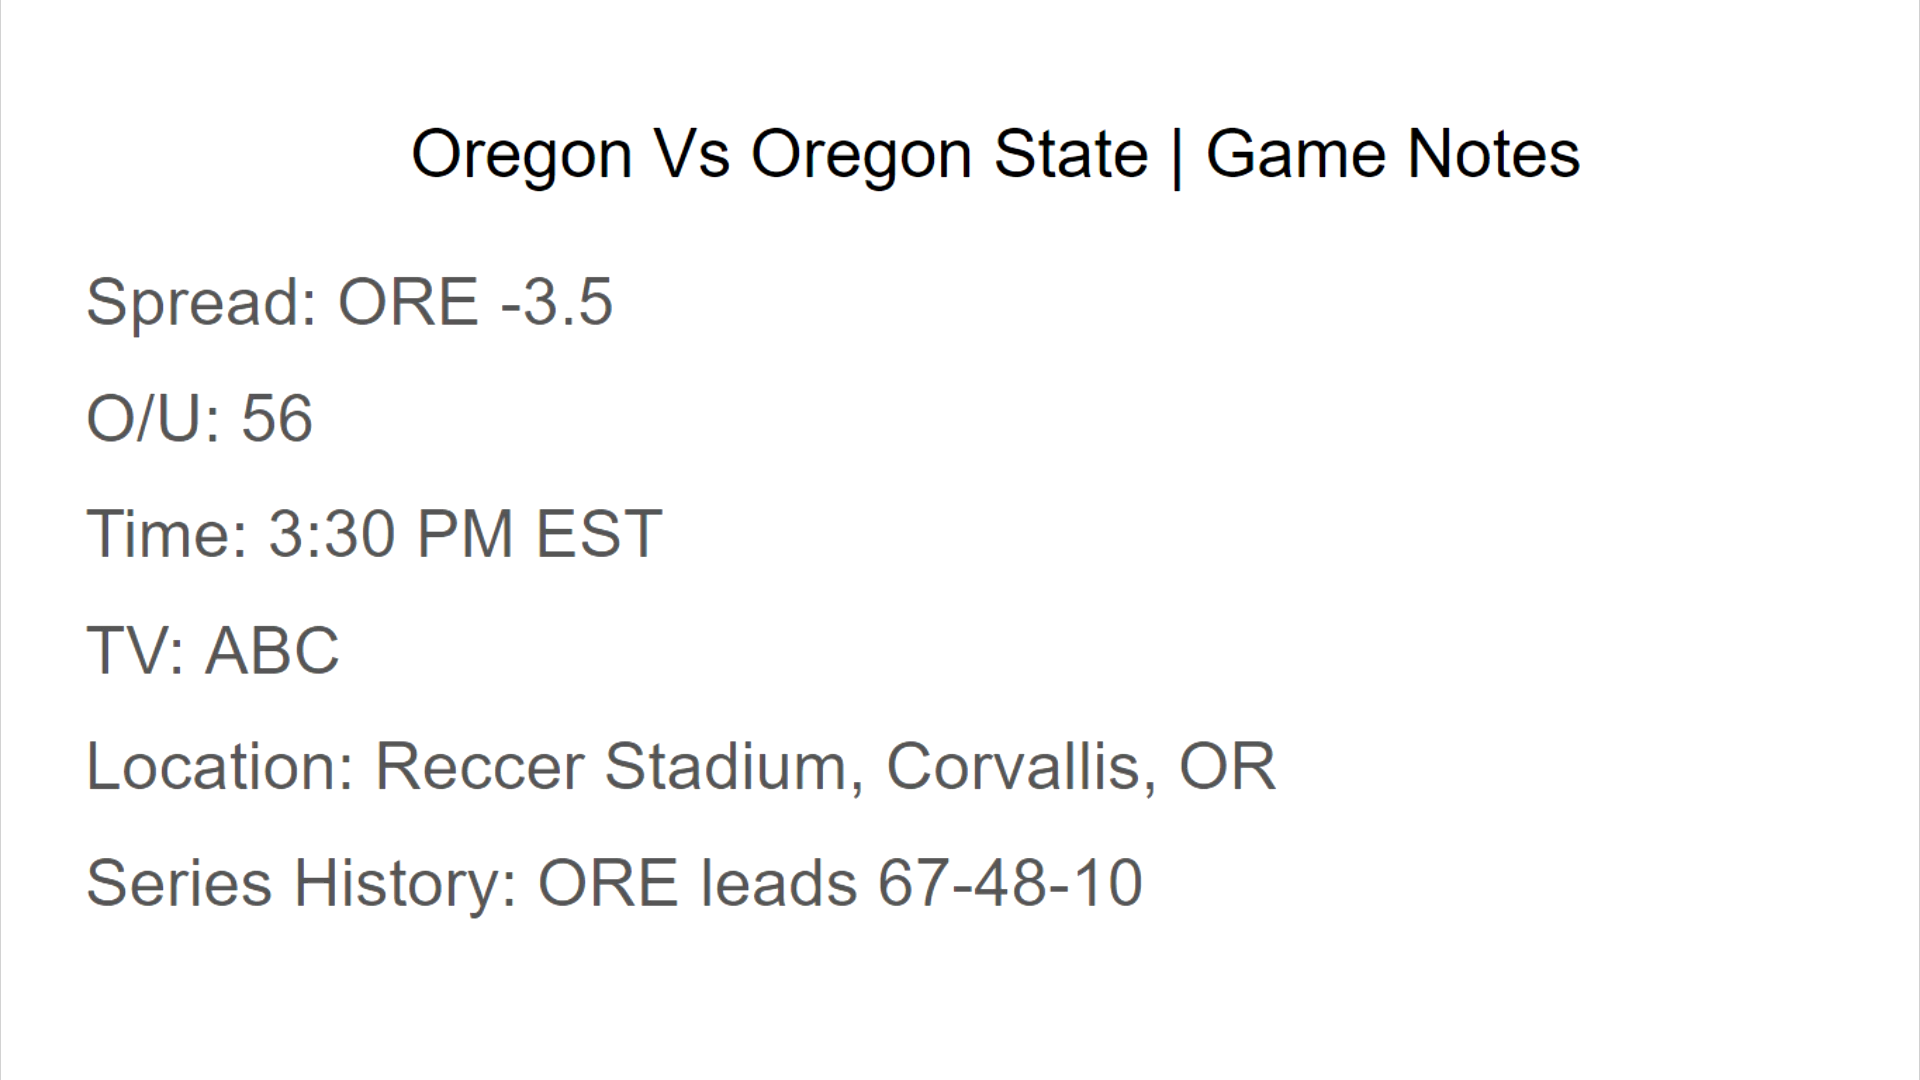 Oregon Vs Oregon State | Game Notes
Spread: ORE -3.5
O/U: 56
Time: 3:30 PM EST
TV: ABC
Location: Reccer Stadium, Corvallis, OR
Series History: ORE leads 67-48-10